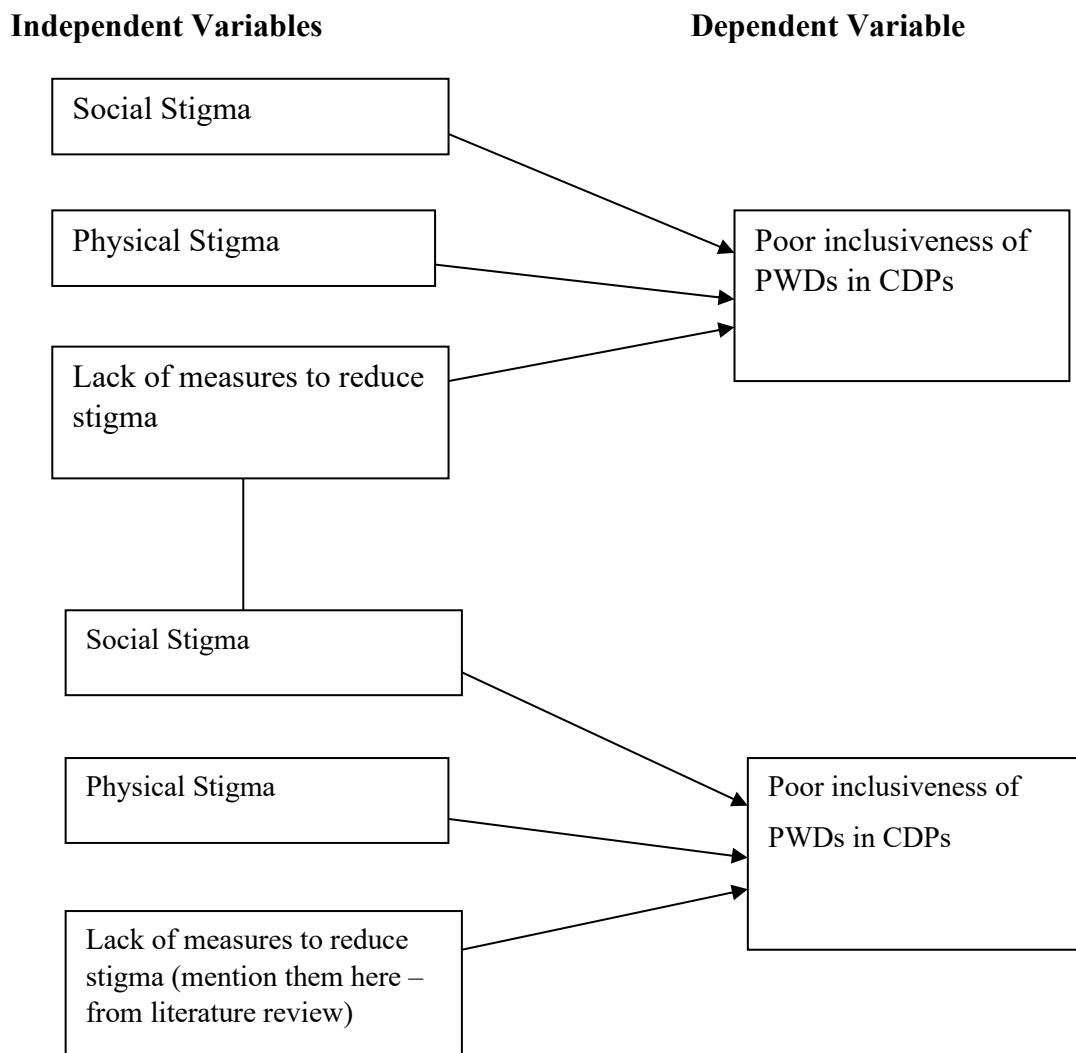 Independent Variables
Dependent Variable
Social Stigma
Physical Stigma
Poor inclusiveness of
PWDs in CDPs
Lack of measures to reduce
stigma
Social Stigma
Physical Stigma
Poor inclusiveness of
PWDs in CDPs
Lack of measures to reduce
stigma (mention them here –
from literature review)